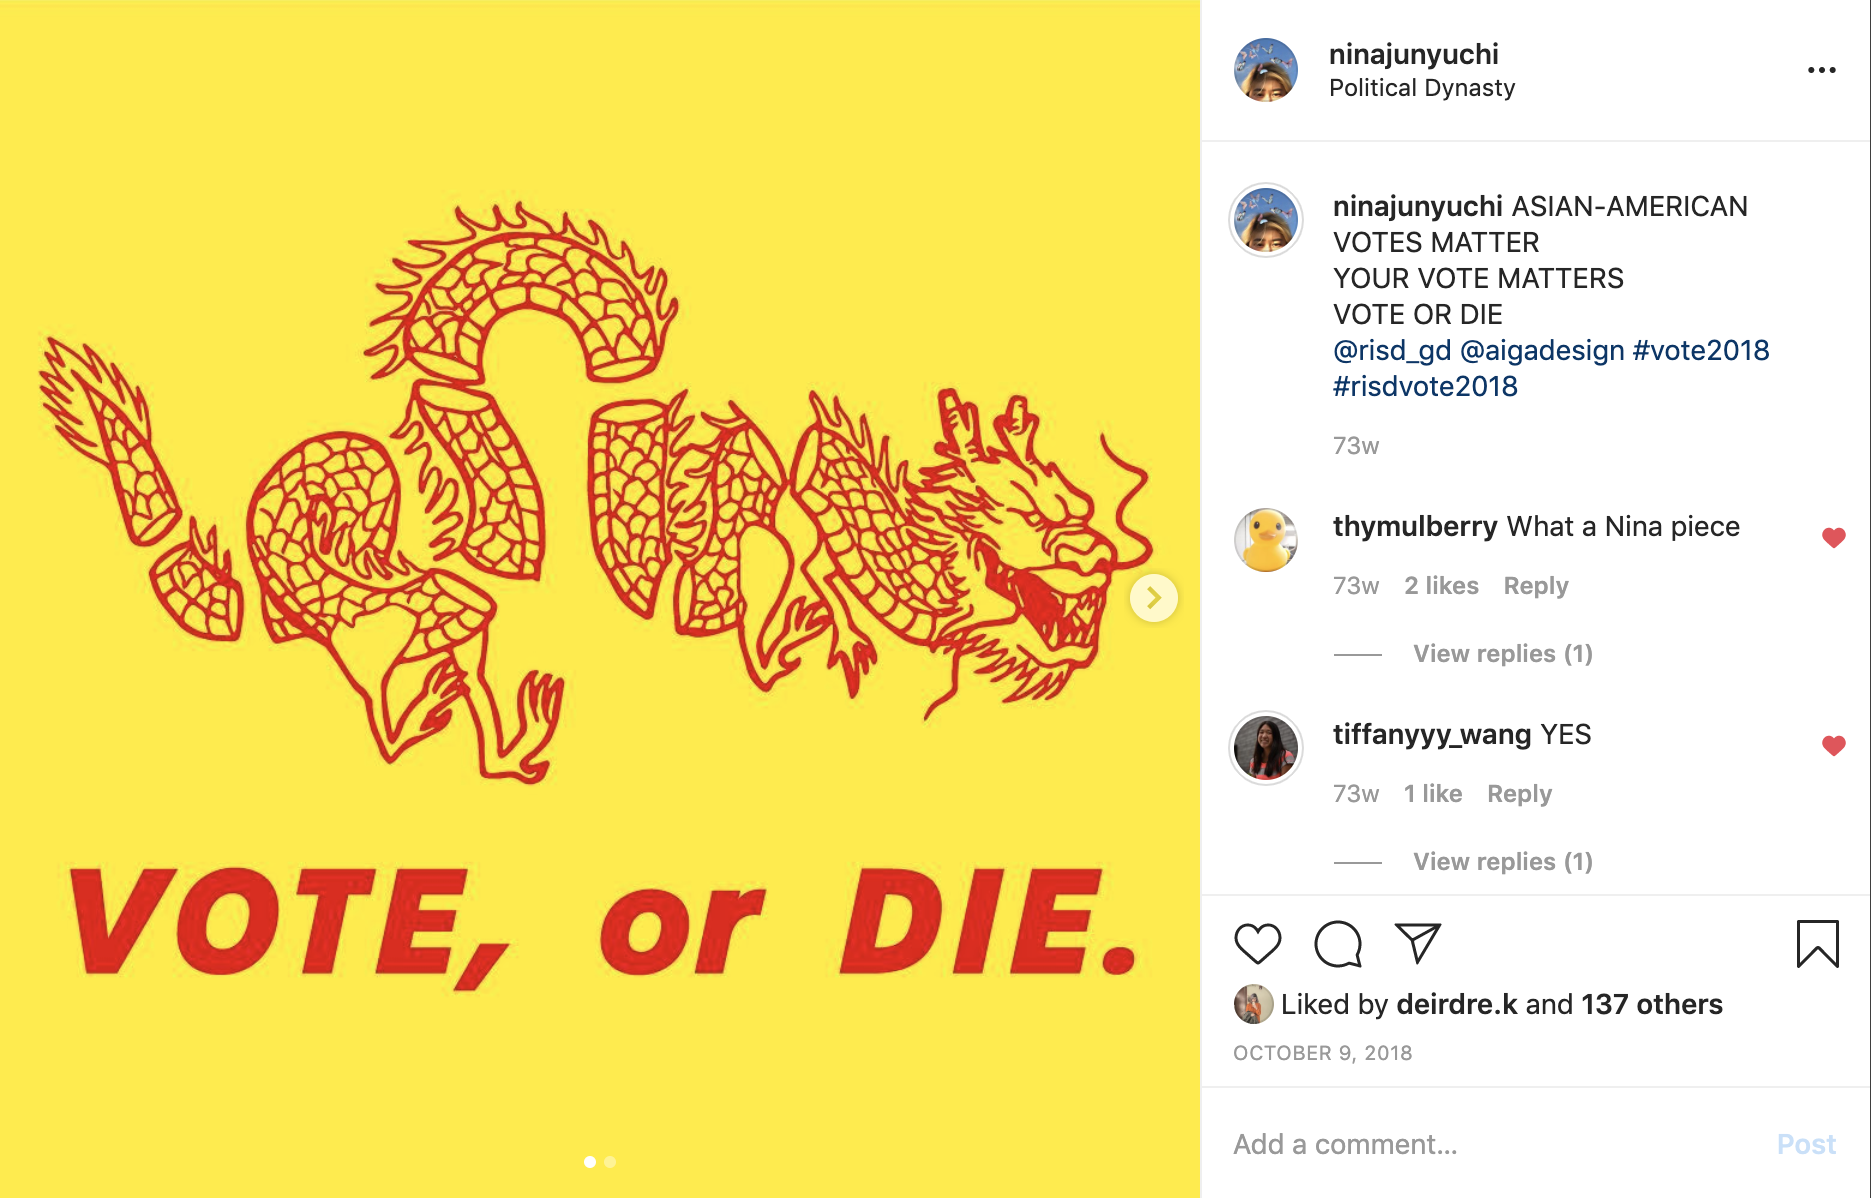 VOTE, or DIE.
ninajunyuchi
Political Dynasty
ninajunyuchi ASIAN-AMERICAN
VOTES MATTER
YOUR VOTE MATTERS
VOTE OR DIE
@risd_gd @aigadesign #vote2018
#risdvote2018
73w
thymulberry What a Nina piece
73w 2 likes Reply
View replies (1)
tiffanyyy_wang YES
73w 1 like Reply
View replies (1)
Liked by deirdre.k and 137 others
OCTOBER 9, 2018
Add a comment... Post